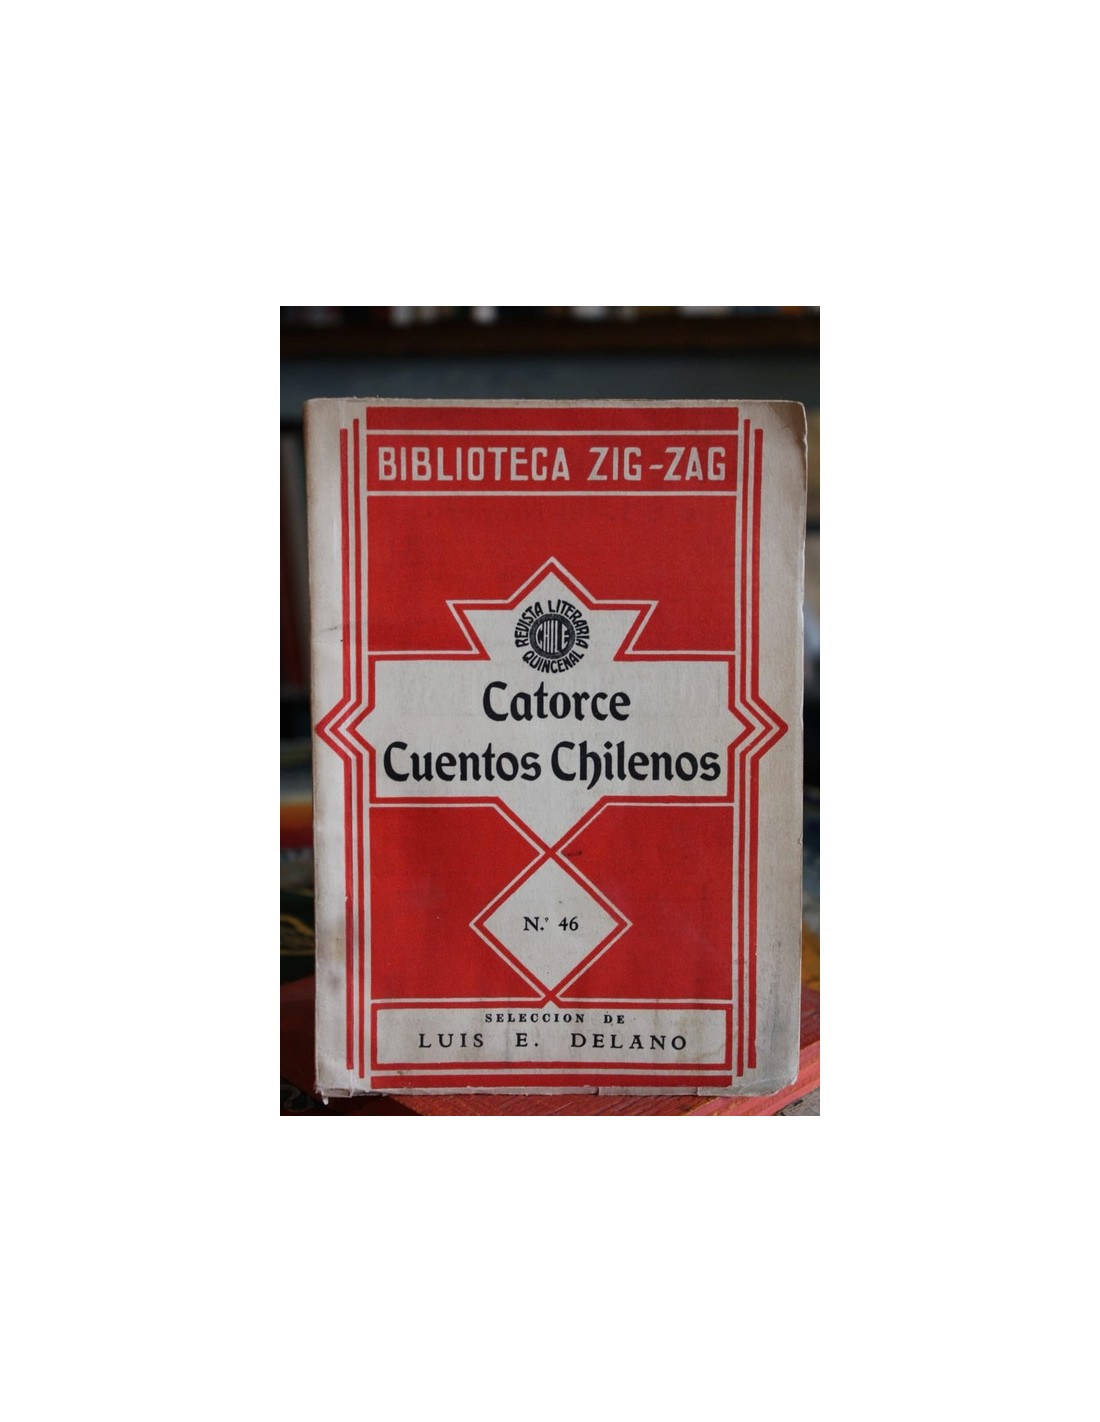 BIBLIOTECA ZIG-ZAG
REVISTA LITERARIA
CHILE
QUINCENAL
Catorce
Cuentos Chilenos
N.° 46
SELECCION DE
LUIS E. DELANO